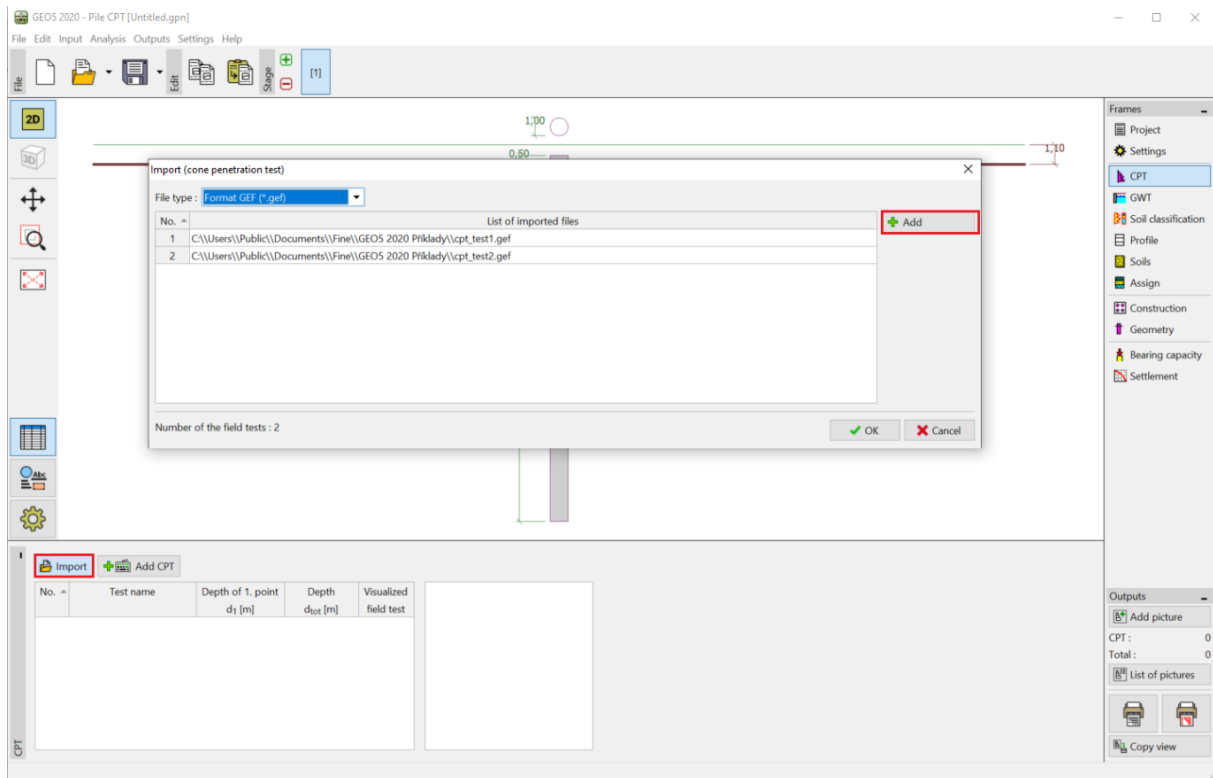 GEO5 2020 - Pile CPT [Untitled.gpn]
File Edit Input Analysis Outputs Settings Help
File
Edit
Stage
[1]
2D
3D
1,00
0,50
1,10
Import (cone penetration test)
File type : Format GEF (*.gef)
No. List of imported files
1 C:\\Users\\Public\\Documents\\Fine\\GEO5 2020 Příklady\\cpt_test1.gef
2 C:\\Users\\Public\\Documents\\Fine\\GEO5 2020 Příklady\\cpt_test2.gef
Add
Number of the field tests : 2
OK Cancel
Abc
Frames
Project
Settings
CPT
GWT
Soil classification
Profile
Soils
Assign
Construction
Geometry
Bearing capacity
Settlement
Import Add CPT
No. Test name Depth of 1. point Depth Visualized
d1 [m] dtot [m] field test
CPT
Outputs
Add picture
CPT : 0
Total : 0
List of pictures
Copy view